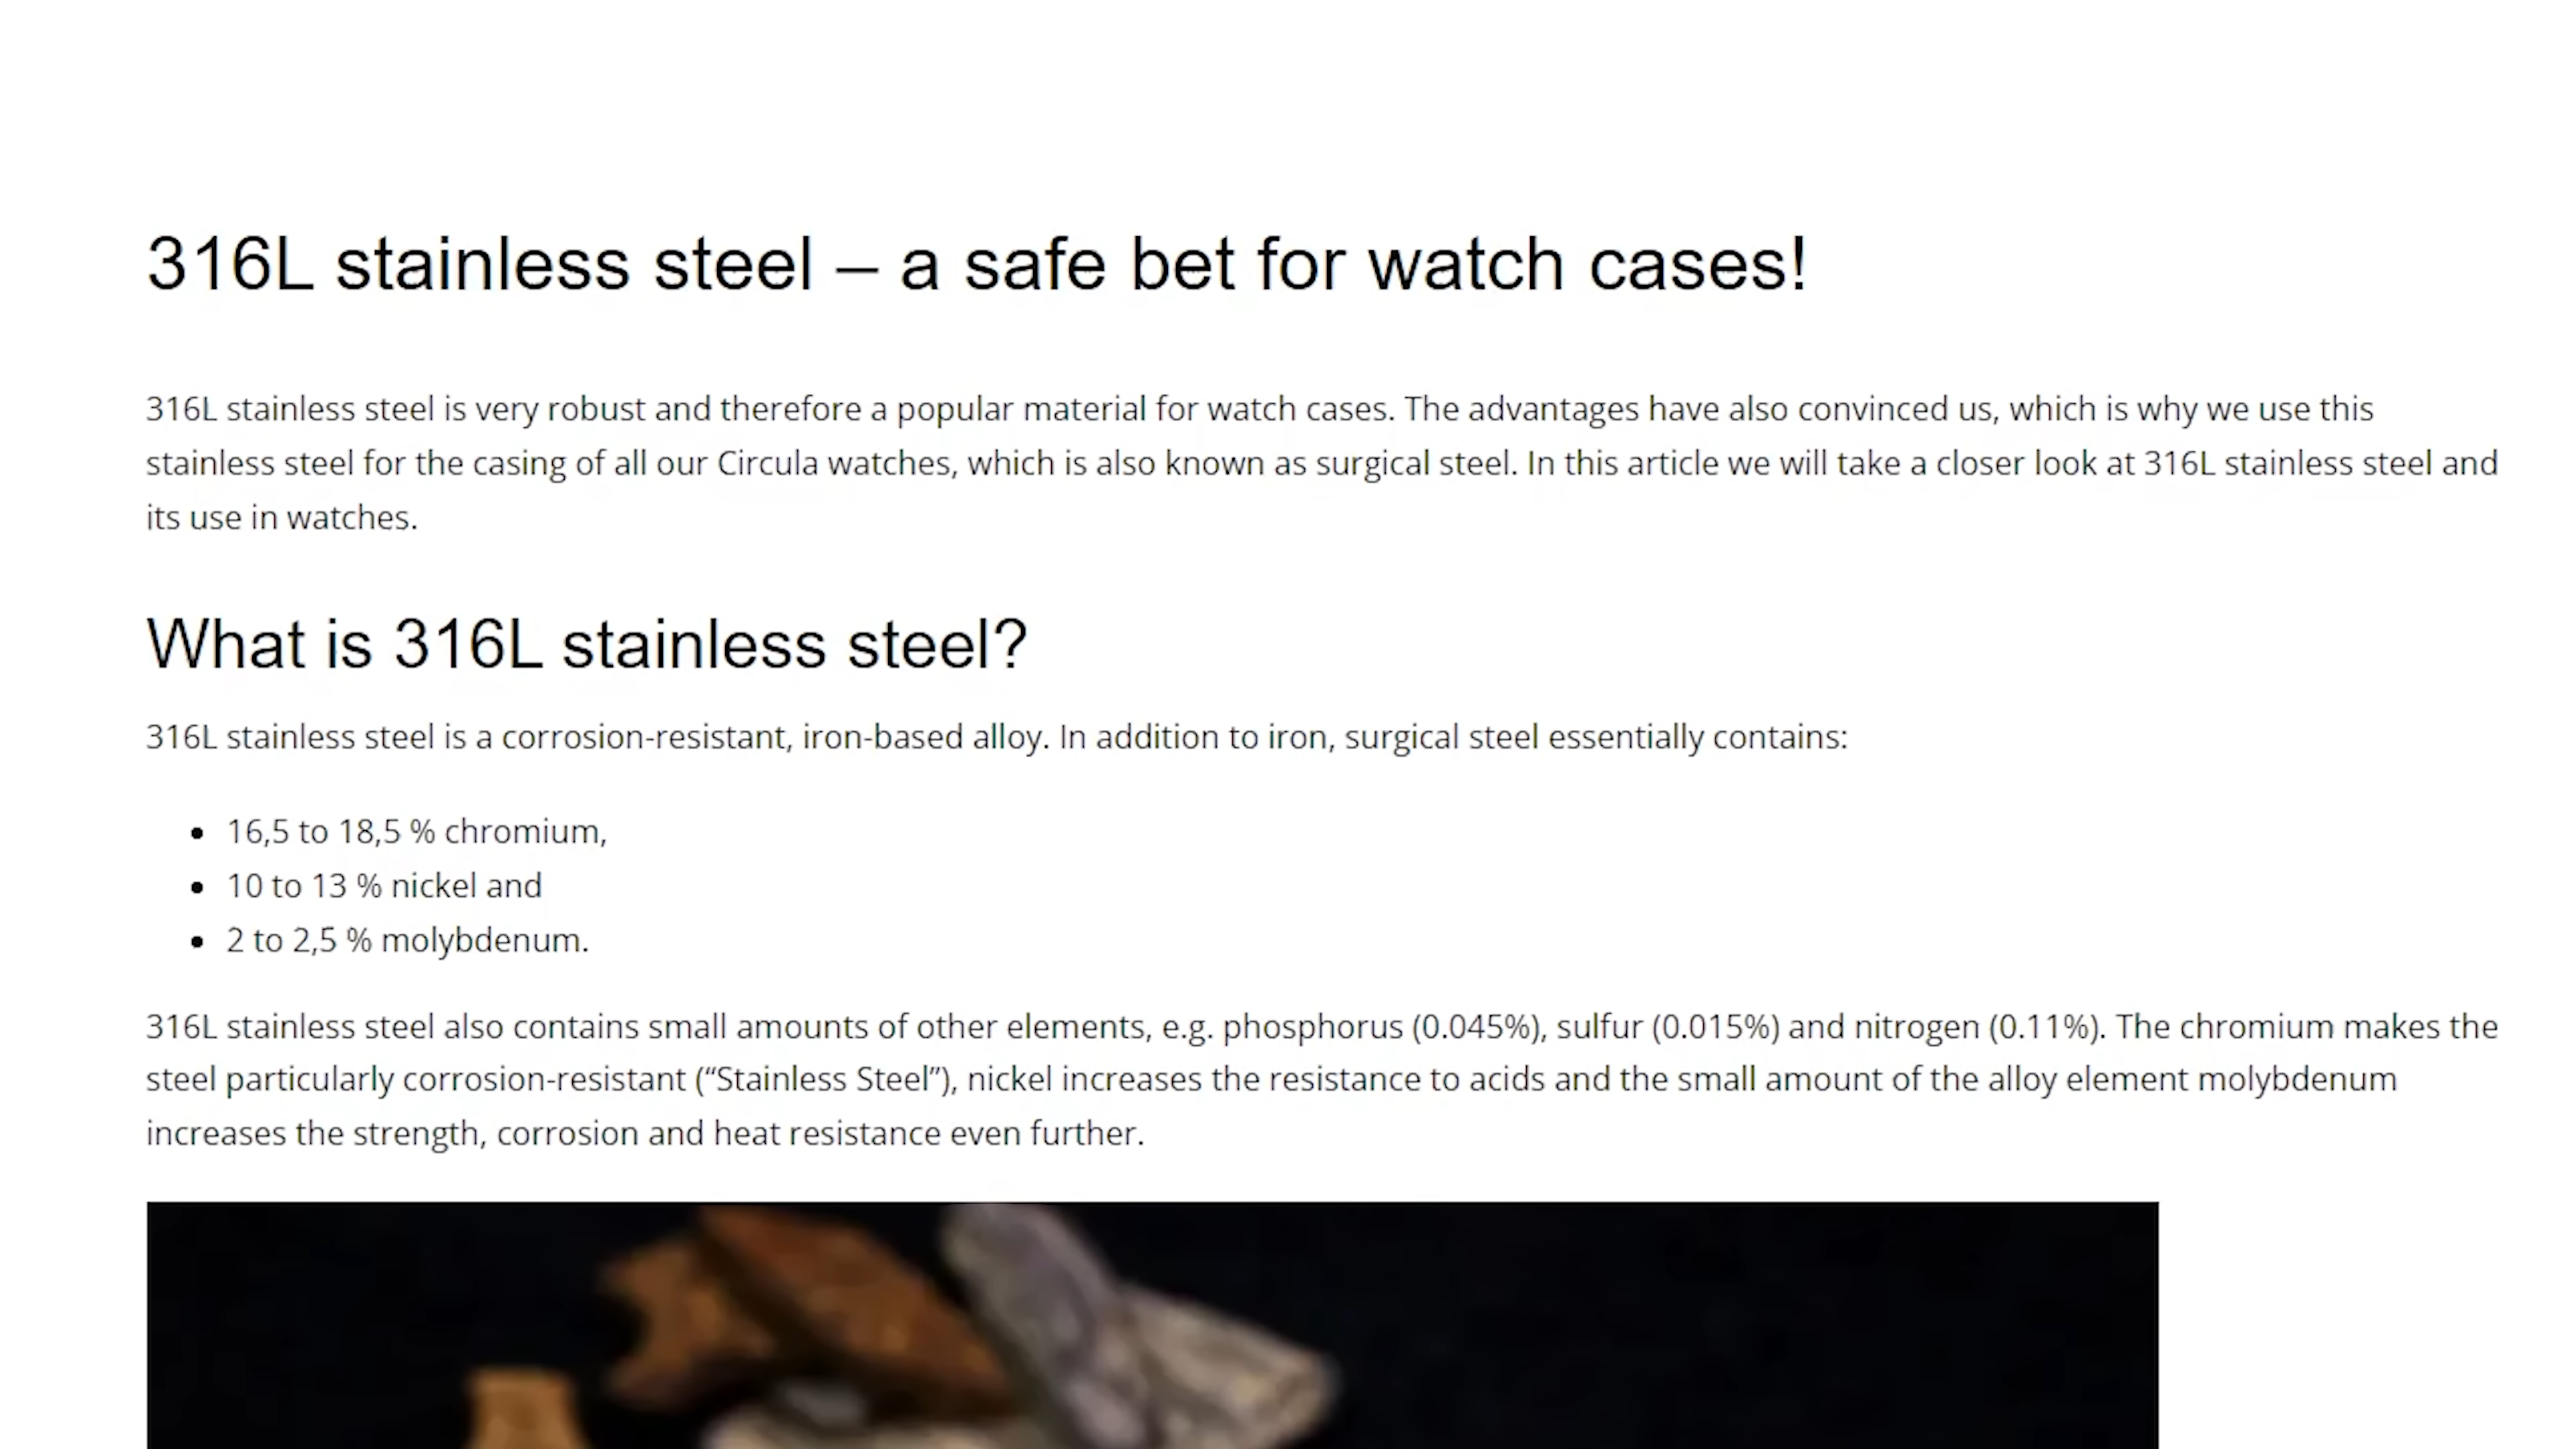 316L stainless steel – a safe bet for watch cases!
316L stainless steel is very robust and therefore a popular material for watch cases. The advantages have also convinced us, which is why we use this
stainless steel for the casing of all our Circula watches, which is also known as surgical steel. In this article we will take a closer look at 316L stainless steel and
its use in watches.
What is 316L stainless steel?
316L stainless steel is a corrosion-resistant, iron-based alloy. In addition to iron, surgical steel essentially contains:
• 16,5 to 18,5 % chromium,
• 10 to 13 % nickel and
• 2 to 2,5 % molybdenum.
316L stainless steel also contains small amounts of other elements, e.g. phosphorus (0.045%), sulfur (0.015%) and nitrogen (0.11%). The chromium makes the
steel particularly corrosion-resistant (“Stainless Steel”), nickel increases the resistance to acids and the small amount of the alloy element molybdenum
increases the strength, corrosion and heat resistance even further.